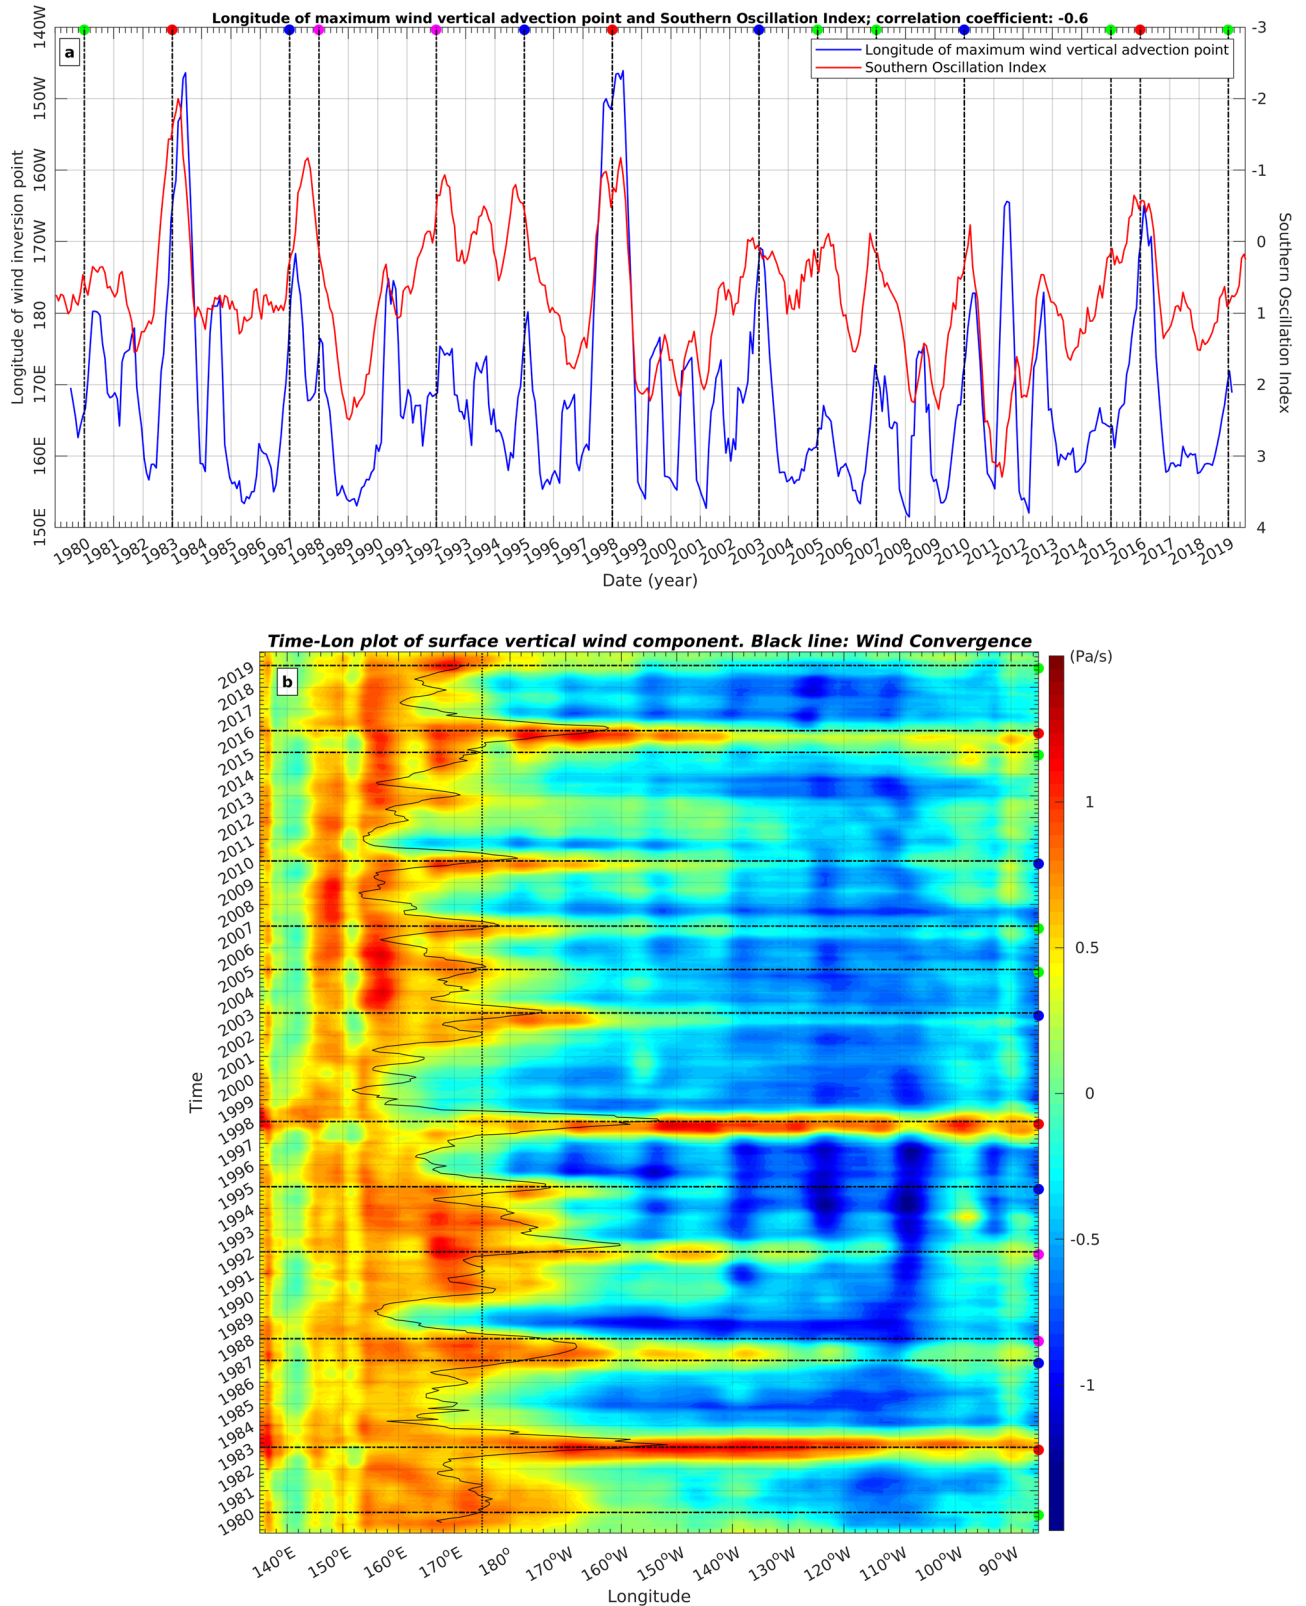 Longitude of maximum wind vertical advection point and Southern Oscillation Index; correlation coefficient: -0.6
a
Longitude of maximum wind vertical advection point
Southern Oscillation Index
Longitude of wind inversion point
140W
150W
160W
170W
180
170E
160E
150E
-3
-2
-1
0
1
2
3
4
Southern Oscillation Index
1980 1981 1982 1983 1984 1985 1986 1987 1988 1989 1990 1991 1992 1993 1994 1995 1996 1997 1998 1999 2000 2001 2002 2003 2004 2005 2006 2007 2008 2009 2010 2011 2012 2013 2014 2015 2016 2017 2018 2019
Date (year)
Time-Lon plot of surface vertical wind component. Black line: Wind Convergence
b
(Pa/s)
Time
2019
2018
2017
2016
2015
2014
2013
2012
2011
2010
2009
2008
2007
2006
2005
2004
2003
2002
2001
2000
1999
1998
1997
1996
1995
1994
1993
1992
1991
1990
1989
1988
1987
1986
1985
1984
1983
1982
1981
1980
1
0.5
0
-0.5
-1
140°E 150°E 160°E 170°E 180° 170°W 160°W 150°W 140°W 130°W 120°W 110°W 100°W 90°W
Longitude